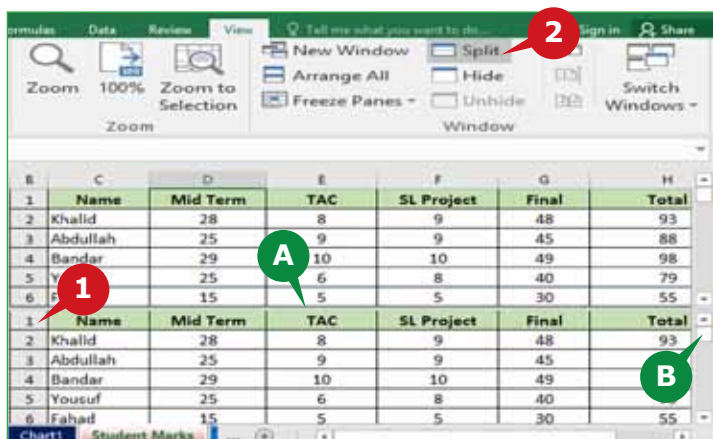 ormulas Data Review View Tell me what you want to do... Sign in Share
2
New Window Split
Arrange All Hide
Freeze Panes Unhide
Zoom 100% Zoom to Selection
Switch Windows
Zoom Window
B C D E F G H
1 Name Mid Term TAC SL Project Final Total
2 Khalid 28 8 9 48 93
3 Abdullah 25 9 9 45 88
4 Bandar 29 10 10 49 98
A
5 Y 25 6 8 40 79
1
6 F 15 5 5 30 55
1 Name Mid Term TAC SL Project Final Total
2 Khalid 28 8 9 48 93
3 Abdullah 25 9 9 45
4 Bandar 29 10 10 49
B
5 Yousuf 25 6 8 40
6 Fahad 15 5 5 30 55
Chart1 Student Marks ...